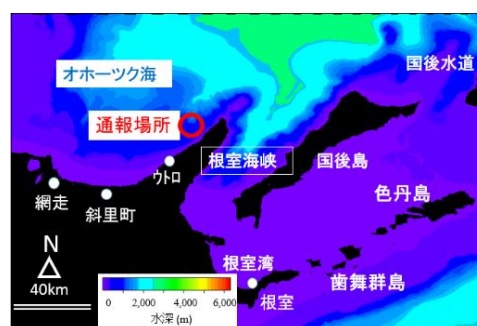 オホーツク海
国後水道
通報場所
ウトロ
根室海峡
国後島
網走
斜里町
色丹島
N
40km
根室湾
根室
歯舞群島
0 2,000 4,000 6,000
水深 (m)